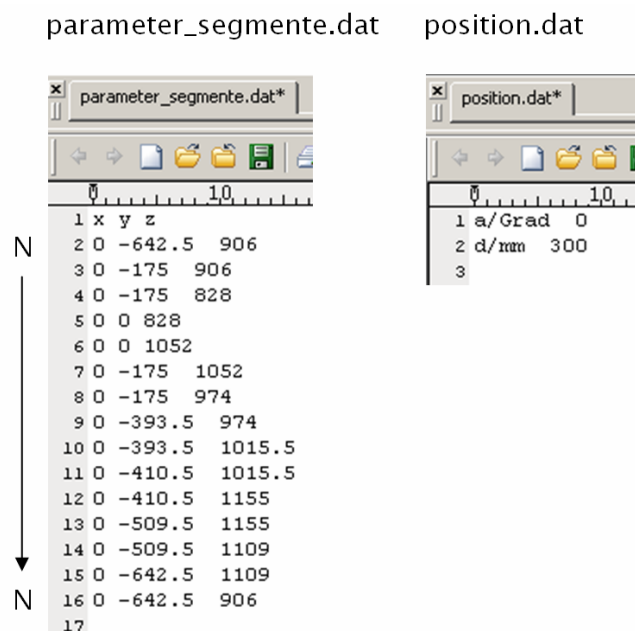 parameter_segmente.dat
position.dat
parameter_segmente.dat*
position.dat*
0 10
0 10
1 x y z
2 0 -642.5 906
3 0 -175 906
4 0 -175 828
5 0 0 828
6 0 0 1052
7 0 -175 1052
8 0 -175 974
9 0 -393.5 974
10 0 -393.5 1015.5
11 0 -410.5 1015.5
12 0 -410.5 1155
13 0 -509.5 1155
14 0 -509.5 1109
15 0 -642.5 1109
16 0 -642.5 906
17
1 a/Grad 0
2 d/mm 300
3
N
N